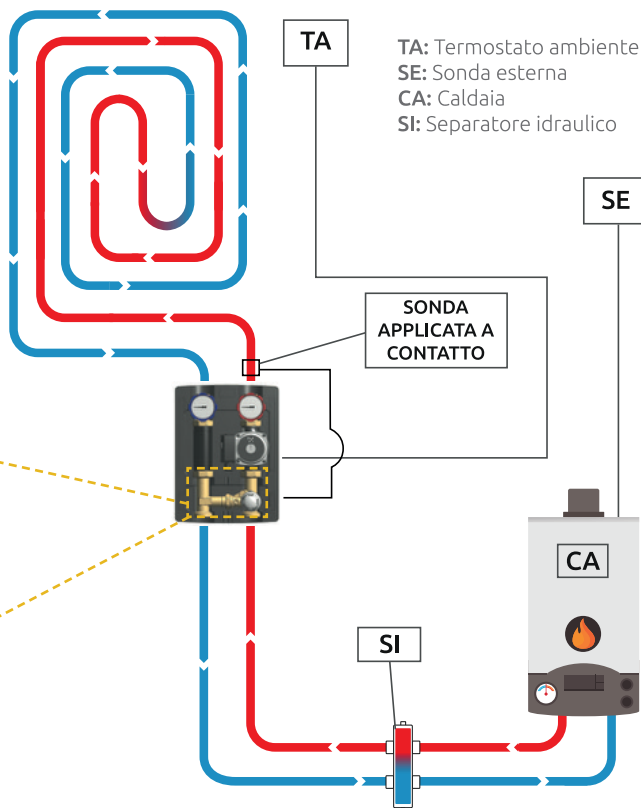 TA
TA: Termostato ambiente
SE: Sonda esterna
CA: Caldaia
SI: Separatore idraulico
SE
SONDA
APPLICATA A
CONTATTO
CA
SI